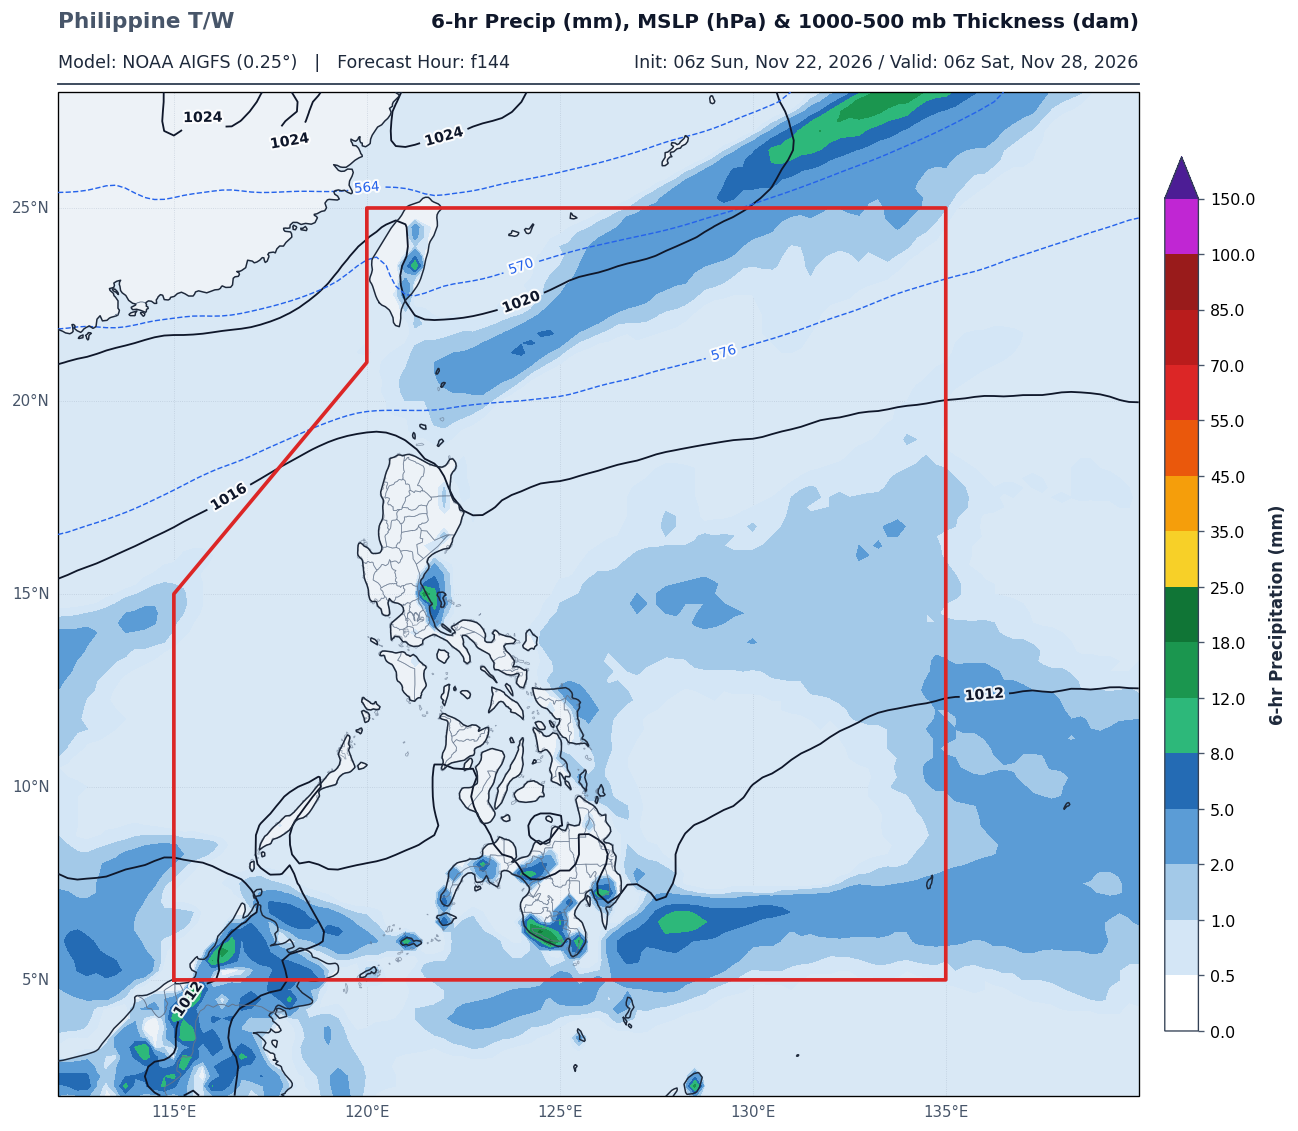 Philippine T/W
6-hr Precip (mm), MSLP (hPa) & 1000-500 mb Thickness (dam)
Model: NOAA AIGFS (0.25°) | Forecast Hour: f144
Init: 06z Sun, Nov 22, 2026 / Valid: 06z Sat, Nov 28, 2026
1024
1024
1024
564
570
1020
576
1016
1012
1012
25°N
20°N
15°N
10°N
5°N
115°E
120°E
125°E
130°E
135°E
150.0
100.0
85.0
70.0
55.0
45.0
35.0
25.0
18.0
12.0
8.0
5.0
2.0
1.0
0.5
0.0
6-hr Precipitation (mm)